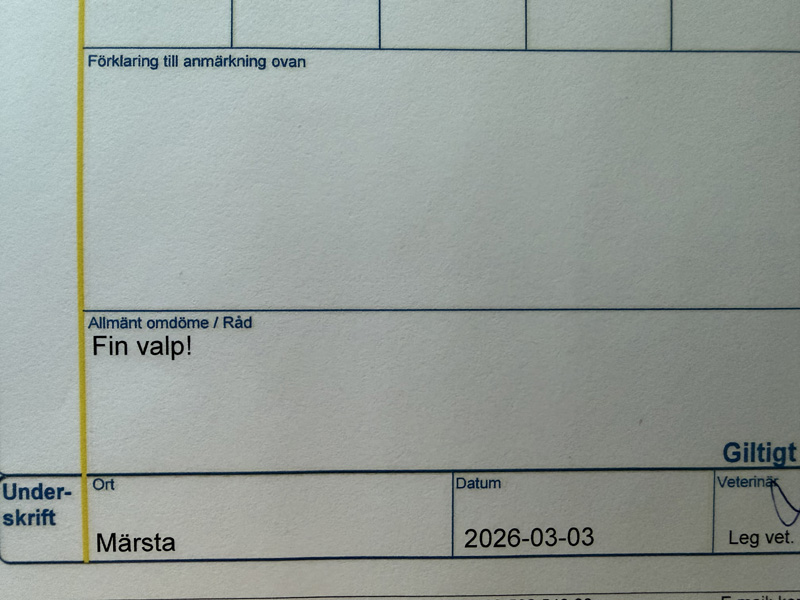 Förklaring till anmärkning ovan
Allmänt omdöme / Råd
Fin valp!
Giltigt
Under-
skrift
Ort
Datum
Veterinär
Märsta
2026-03-03
Leg vet.